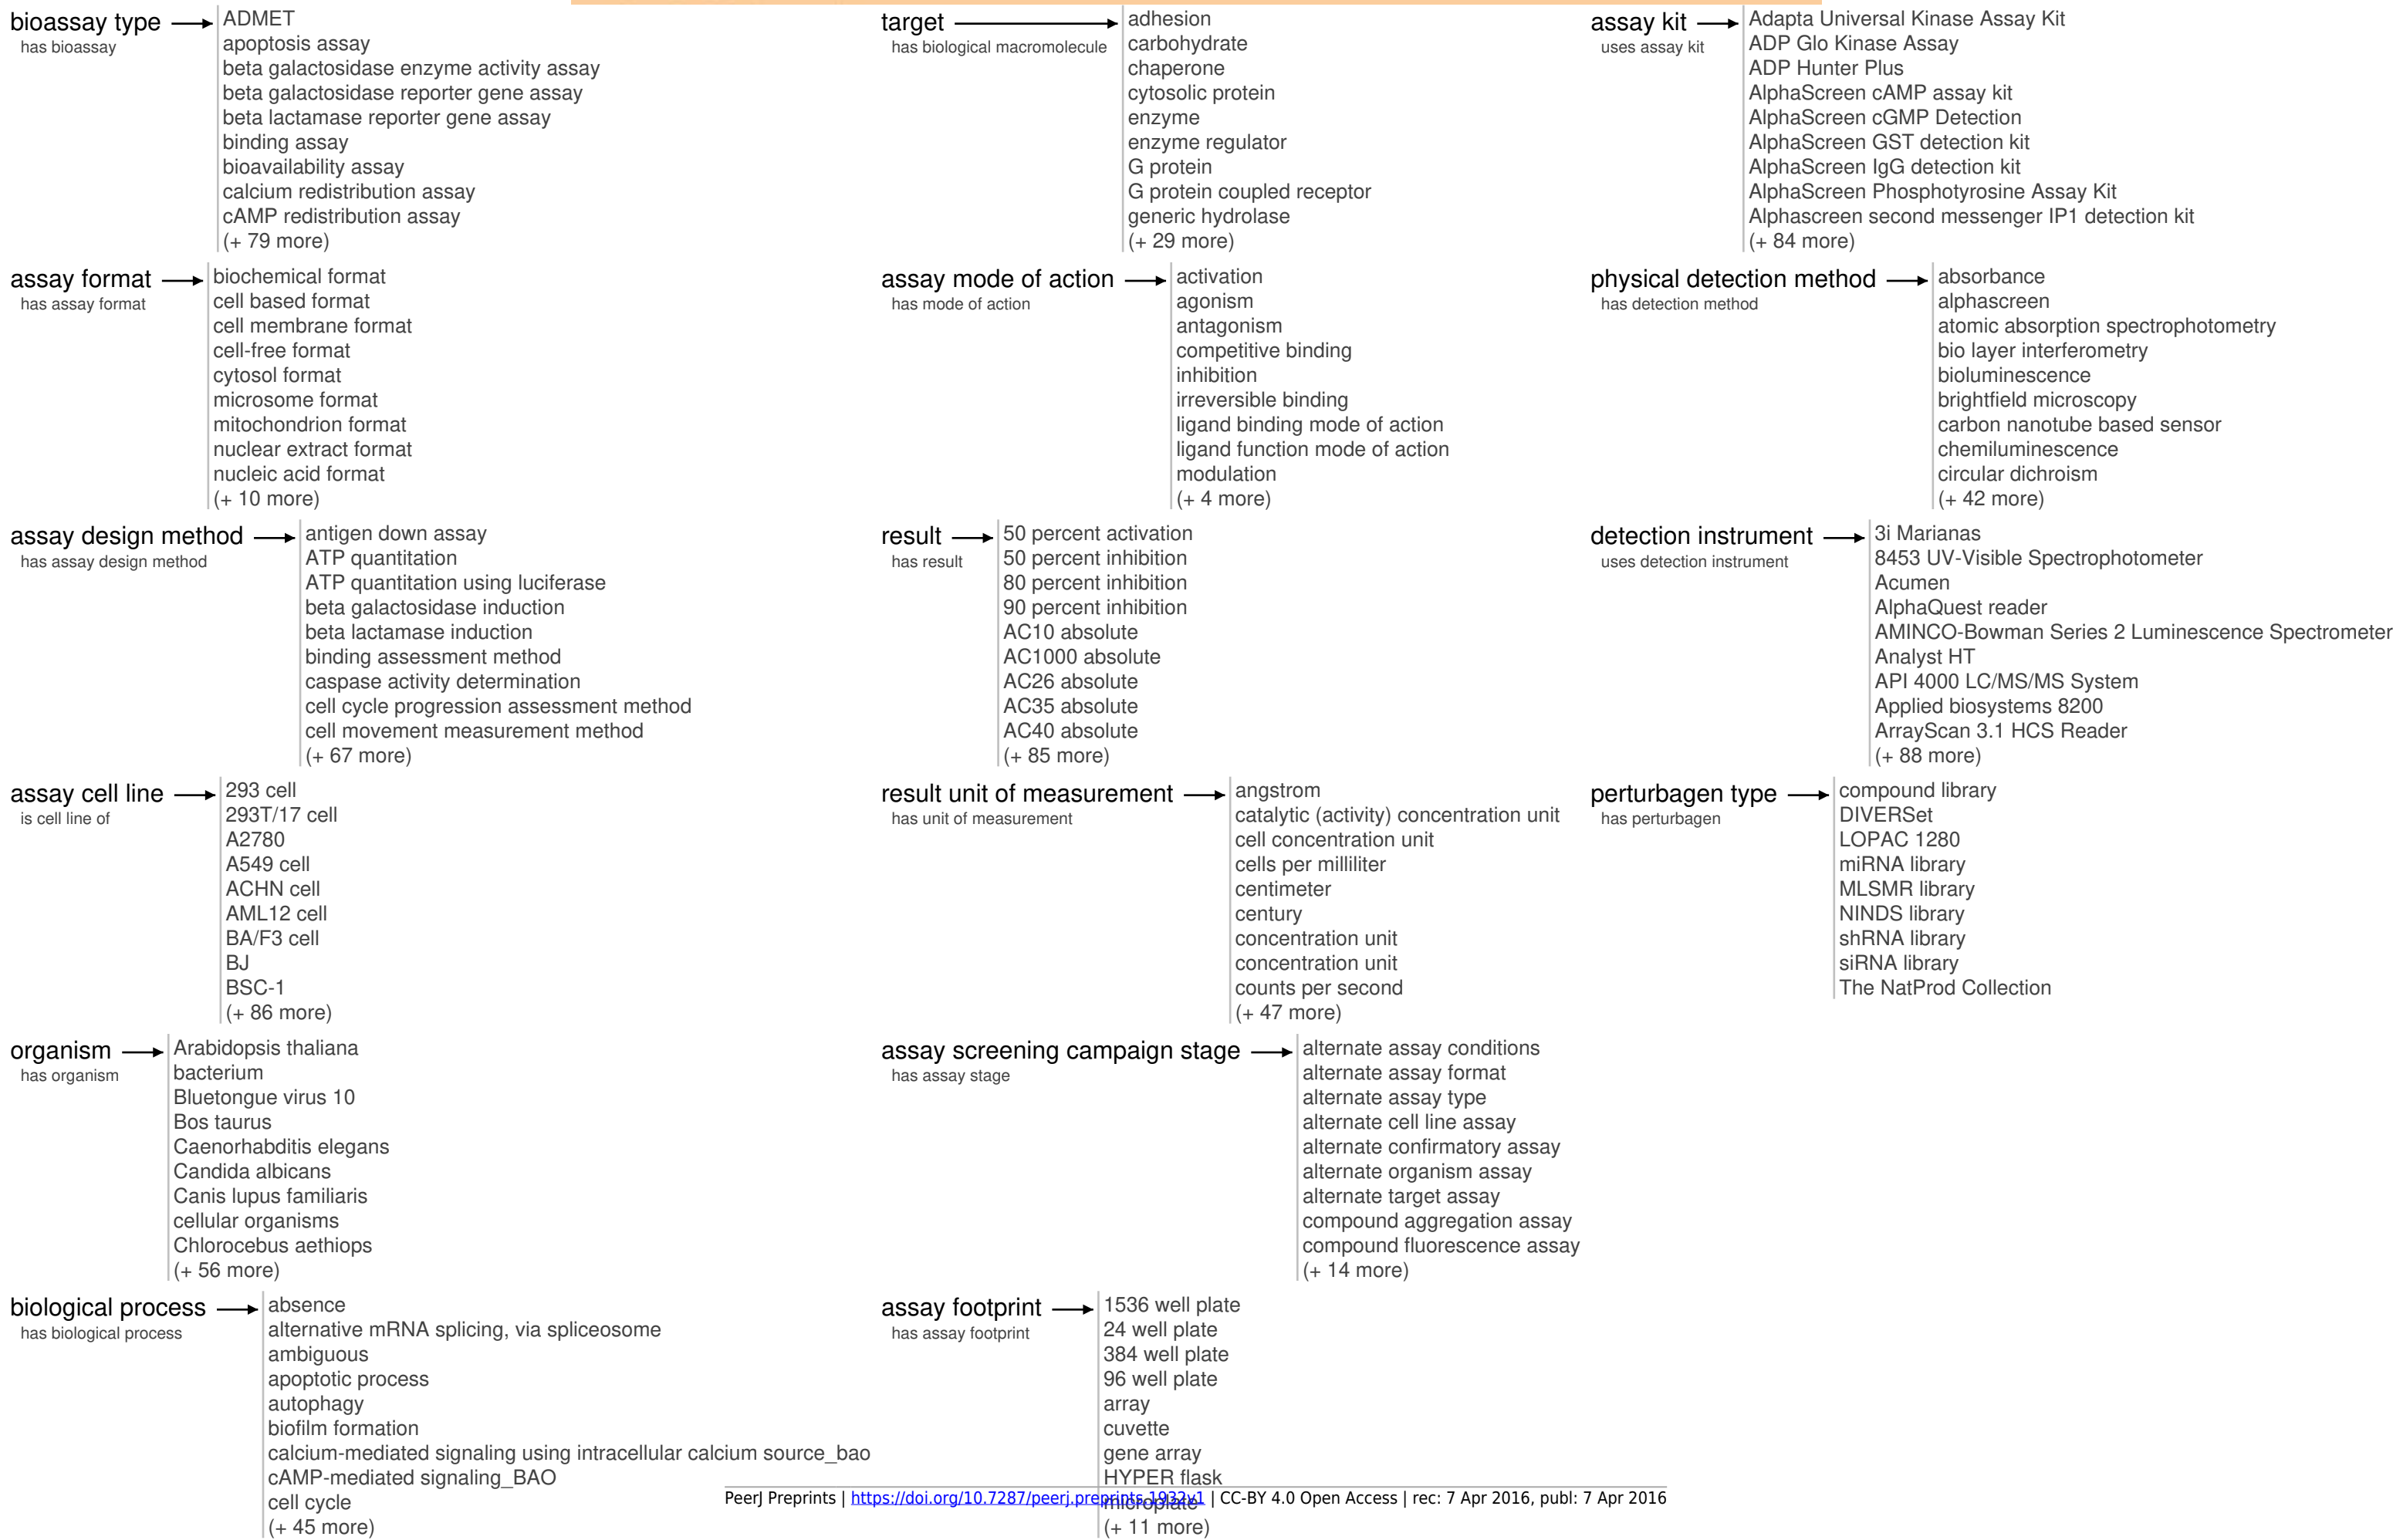 bioassay type
has bioassay
ADMET
apoptosis assay
beta galactosidase enzyme activity assay
beta galactosidase reporter gene assay
beta lactamase reporter gene assay
binding assay
bioavailability assay
calcium redistribution assay
cAMP redistribution assay
(+ 79 more)
assay format
has assay format
biochemical format
cell based format
cell membrane format
cell-free format
cytosol format
microsome format
mitochondrion format
nuclear extract format
nucleic acid format
(+ 10 more)
assay design method
has assay design method
antigen down assay
ATP quantitation
ATP quantitation using luciferase
beta galactosidase induction
beta lactamase induction
binding assessment method
caspase activity determination
cell cycle progression assessment method
cell movement measurement method
(+ 67 more)
assay cell line
is cell line of
293 cell
293T/17 cell
A2780
A549 cell
ACHN cell
AML12 cell
BA/F3 cell
BJ
BSC-1
(+ 86 more)
organism
has organism
Arabidopsis thaliana
bacterium
Bluetongue virus 10
Bos taurus
Caenorhabditis elegans
Candida albicans
Canis lupus familiaris
cellular organisms
Chlorocebus aethiops
(+ 56 more)
biological process
has biological process
absence
alternative mRNA splicing, via spliceosome
ambiguous
apoptotic process
autophagy
biofilm formation
calcium-mediated signaling using intracellular calcium source_bao
cAMP-mediated signaling_BAO
cell cycle
(+ 45 more)
target
has biological macromolecule
adhesion
carbohydrate
chaperone
cytosolic protein
enzyme
enzyme regulator
G protein
G protein coupled receptor
generic hydrolase
(+ 29 more)
assay mode of action
has mode of action
activation
agonism
antagonism
competitive binding
inhibition
irreversible binding
ligand binding mode of action
ligand function mode of action
modulation
(+ 4 more)
result
has result
50 percent activation
50 percent inhibition
80 percent inhibition
90 percent inhibition
AC10 absolute
AC1000 absolute
AC26 absolute
AC35 absolute
AC40 absolute
(+ 85 more)
result unit of measurement
has unit of measurement
angstrom
catalytic (activity) concentration unit
cell concentration unit
cells per milliliter
centimeter
century
concentration unit
concentration unit
counts per second
(+ 47 more)
assay screening campaign stage
has assay stage
alternate assay conditions
alternate assay format
alternate assay type
alternate cell line assay
alternate confirmatory assay
alternate organism assay
alternate target assay
compound aggregation assay
compound fluorescence assay
(+ 14 more)
assay footprint
has assay footprint
1536 well plate
24 well plate
384 well plate
96 well plate
array
cuvette
gene array
HYPER flask
microplate
(+ 11 more)
assay kit
uses assay kit
Adapta Universal Kinase Assay Kit
ADP Glo Kinase Assay
ADP Hunter Plus
AlphaScreen cAMP assay kit
AlphaScreen cGMP Detection
AlphaScreen GST detection kit
AlphaScreen IgG detection kit
AlphaScreen Phosphotyrosine Assay Kit
Alphascreen second messenger IP1 detection kit
(+ 84 more)
physical detection method
has detection method
absorbance
alphascreen
atomic absorption spectrophotometry
bio layer interferometry
bioluminescence
brightfield microscopy
carbon nanotube based sensor
chemiluminescence
circular dichroism
(+ 42 more)
detection instrument
uses detection instrument
3i Marianas
8453 UV-Visible Spectrophotometer
Acumen
AlphaQuest reader
AMINCO-Bowman Series 2 Luminescence Spectrometer
Analyst HT
API 4000 LC/MS/MS System
Applied biosystems 8200
ArrayScan 3.1 HCS Reader
(+ 88 more)
perturbagen type
has perturbagen
compound library
DIVERSet
LOPAC 1280
miRNA library
MLSMR library
NINDS library
shRNA library
siRNA library
The NatProd Collection
PeerJ Preprints | https://doi.org/10.7287/peerj.preprints.1932v1 | CC-BY 4.0 Open Access | rec: 7 Apr 2016, publ: 7 Apr 2016